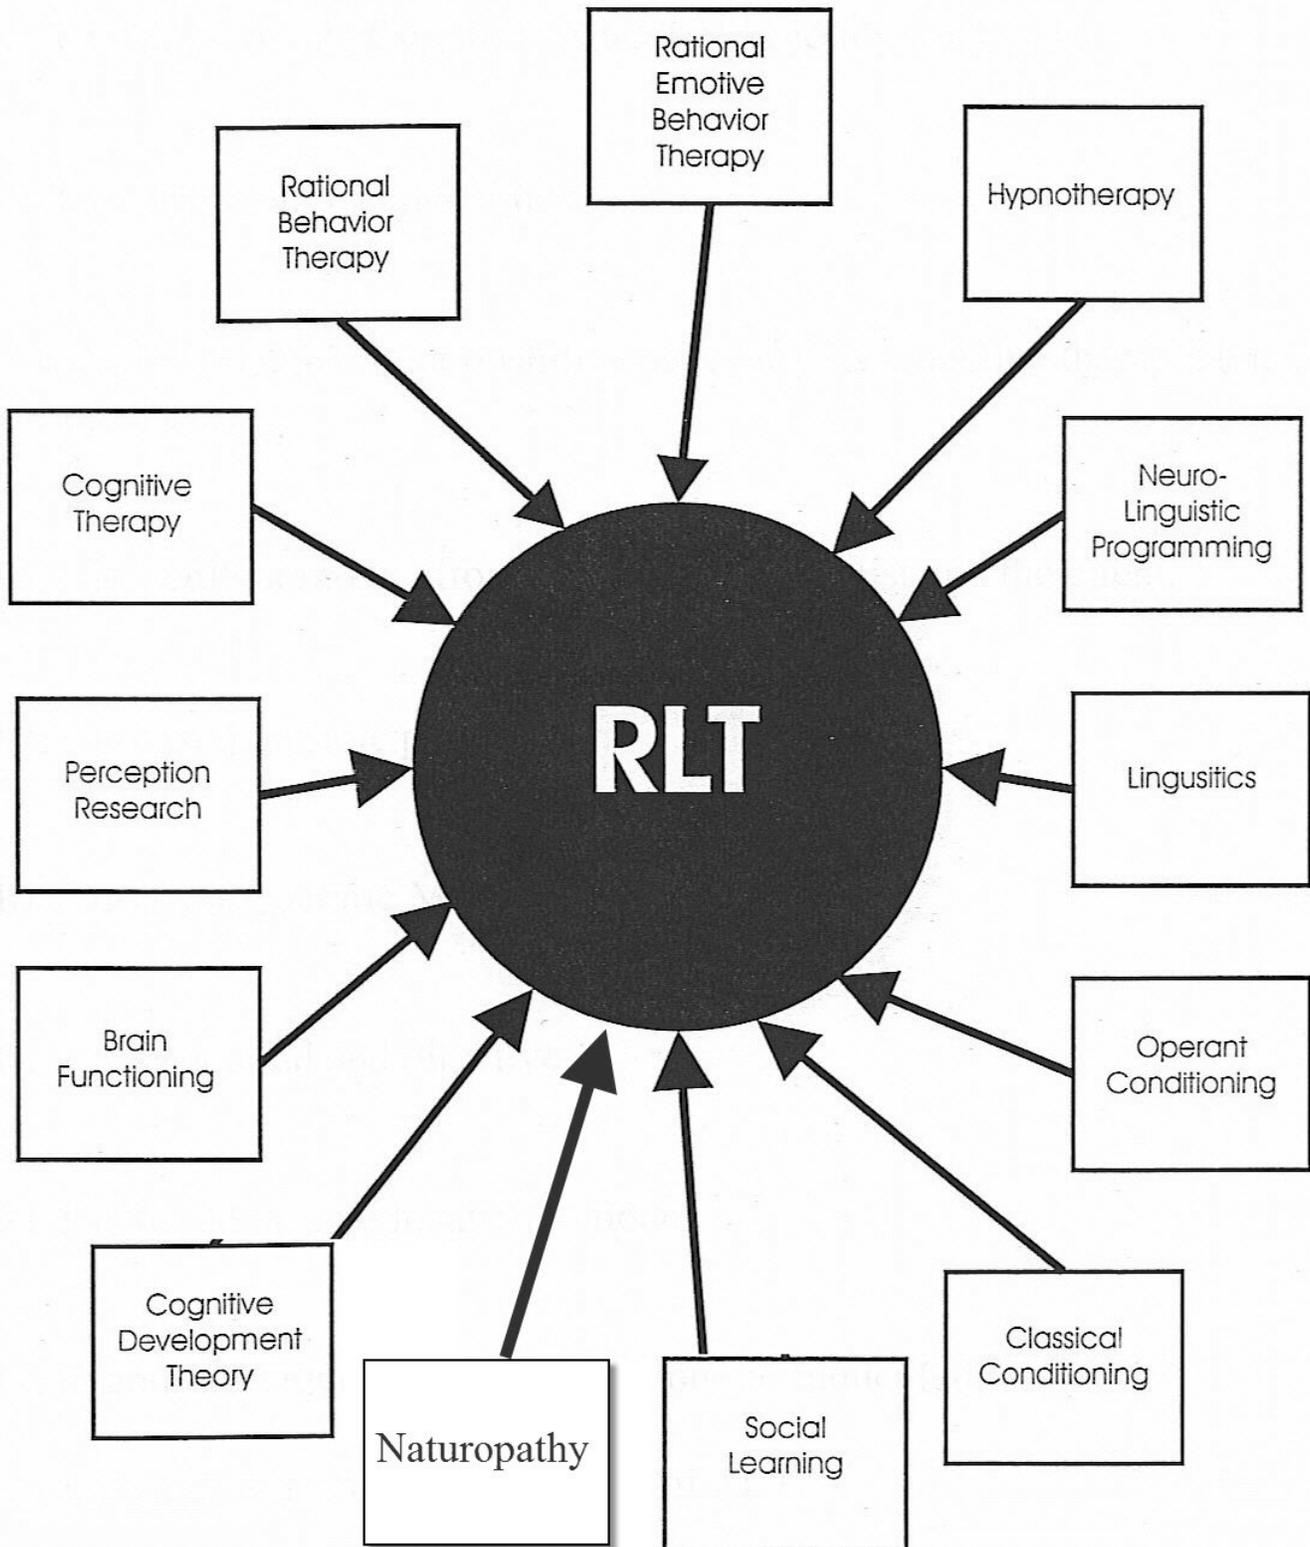 Rational
Emotive
Behavior
Therapy
Rational
Behavior
Therapy
Hypnotherapy
Cognitive
Therapy
Neuro-
Linguistic
Programming
RLT
Perception
Research
Lingusitics
Brain
Functioning
Operant
Conditioning
Cognitive
Development
Theory
Naturopathy
Social
Learning
Classical
Conditioning